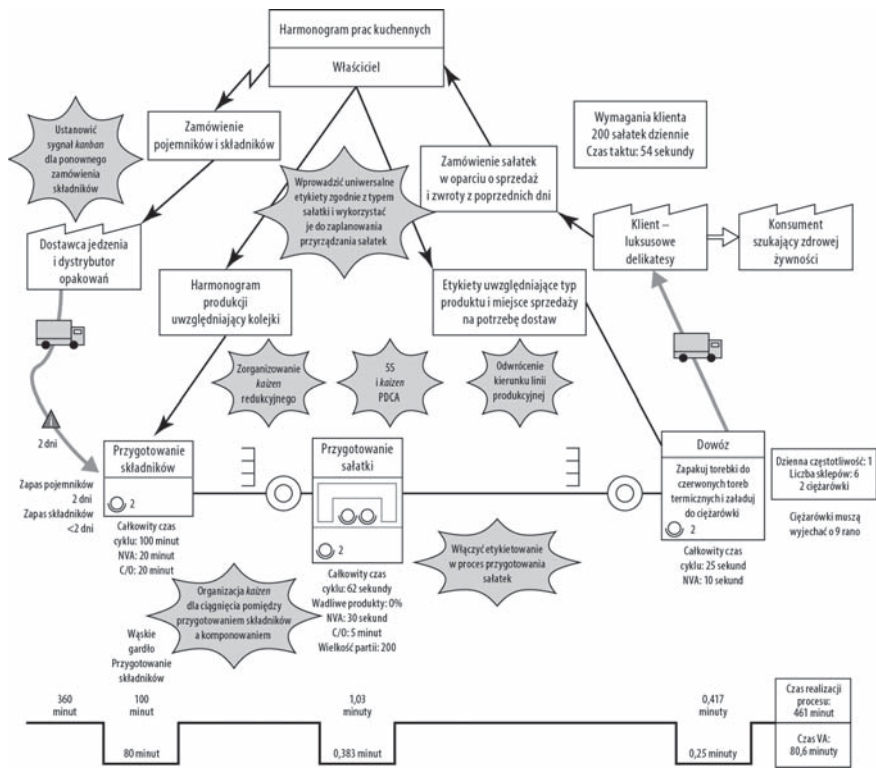 Harmonogram prac kuchennych
Właściciel
Ustanowić
sygnał kanban
dla ponownego
zamówienia
składników
Zamówienie
pojemników i składników
Wprowadzić uniwersalne
etykiety zgodnie z typem
sałatki i wykorzystać
je do zaplanowania
przyrządzania sałatek
Zamówienie sałatek
w oparciu o sprzedaż
i zwroty z poprzednich dni
Wymagania klienta
200 sałatek dziennie
Czas taktu: 54 sekundy
Dostawca jedzenia
i dystrybutor
opakowań
Klient –
luksusowe
delikatesy
Konsument
szukający zdrowej
żywności
Harmonogram
produkcji
uwzględniający kolejki
Etykiety uwzględniające typ
produktu i miejsce sprzedaży
na potrzebę dostaw
Zorganizowanie
kaizen
redukcyjnego
5S
i kaizen
PDCA
Odwrócenie
kierunku linii
produkcyjnej
2 dni
Zapas pojemników
2 dni
Zapas składników
<2 dni
Przygotowanie
składników
2
Całkowity czas
cyklu: 100 minut
NVA: 20 minut
C/O: 20 minut
Przygotowanie
sałatki
2
Całkowity czas
cyklu: 62 sekundy
Wadliwe produkty: 0%
NVA: 30 sekund
C/O: 5 minut
Wielkość partii: 200
Włączyć etykietowanie
w proces przygotowania
sałatek
Dowóz
Zapakuj torebki do
czerwonych toreb
termicznych i załaduj
do ciężarówki
2
Całkowity czas
cyklu: 25 sekund
NVA: 10 sekund
Dzienna częstotliwość: 1
Liczba sklepów: 6
2 ciężarówki
Ciężarówki muszą
wyjechać o 9 rano
Organizacja kaizen
dla ciągnięcia pomiędzy
przygotowaniem składników
a komponowaniem
Wąskie
gardło
Przygotowanie
składników
360
minut
100
minut
80 minut
1,03
minuty
0,383 minut
0,417
minuty
0,25 minuty
Czas realizacji
procesu:
461 minut
Czas VA:
80,6 minuty